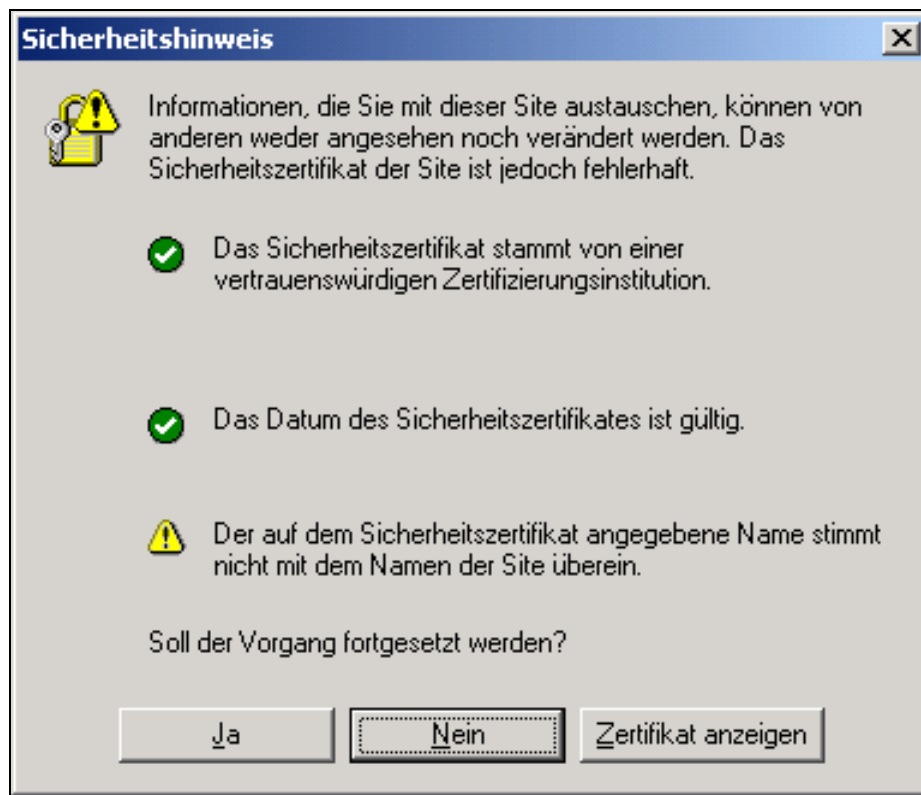 Sicherheitshinweis
Informationen, die Sie mit dieser Site austauschen, können von
anderen weder angesehen noch verändert werden. Das
Sicherheitszertifikat der Site ist jedoch fehlerhaft.
Das Sicherheitszertifikat stammt von einer
vertrauenswürdigen Zertifizierungsinstitution.
Das Datum des Sicherheitszertifikates ist gültig.
Der auf dem Sicherheitszertifikat angegebene Name stimmt
nicht mit dem Namen der Site überein.
Soll der Vorgang fortgesetzt werden?
Ja Nein Zertifikat anzeigen